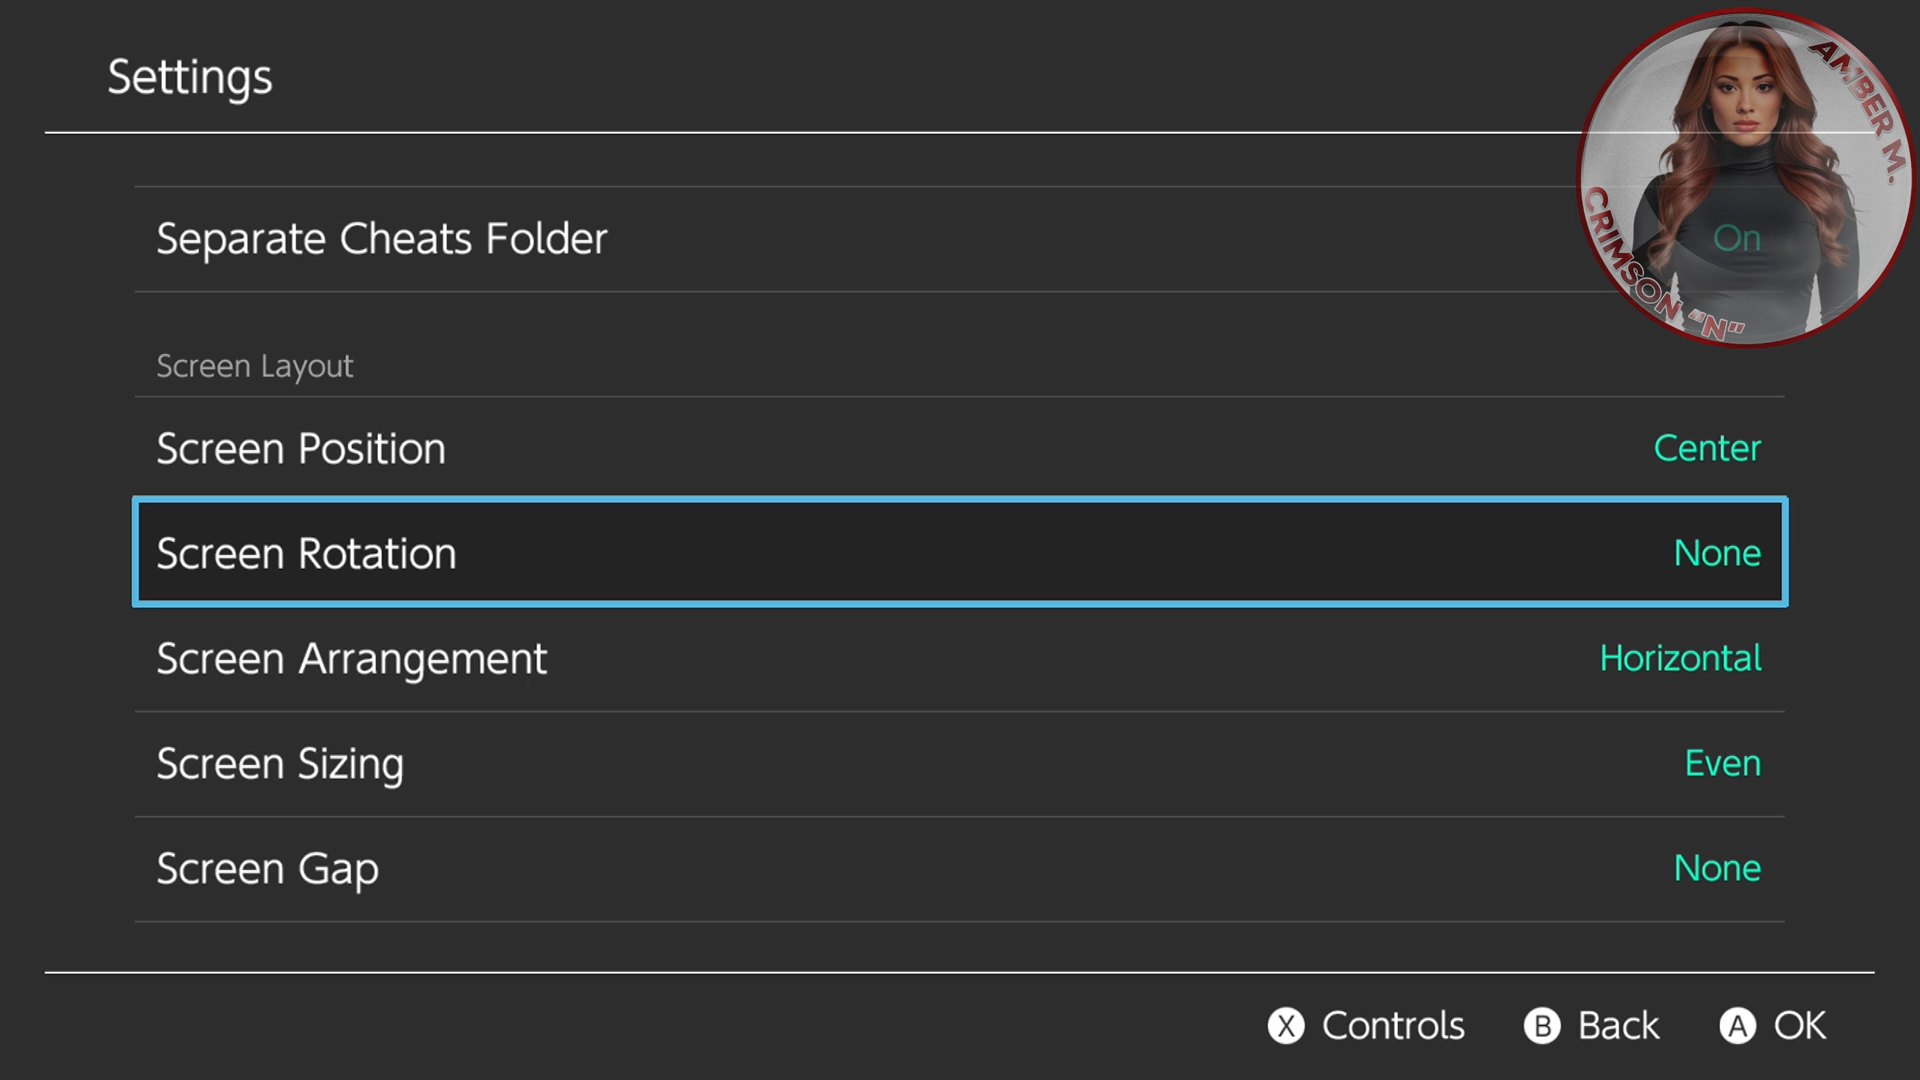 Settings
AMBER M.
CRIMSON "N"
Separate Cheats Folder On
Screen Layout
Screen Position Center
Screen Rotation None
Screen Arrangement Horizontal
Screen Sizing Even
Screen Gap None
X Controls B Back A OK